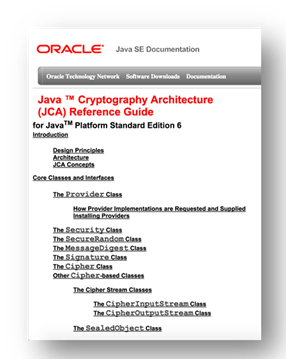 ORACLE Java SE Documentation
Oracle Technology Network Software Downloads Documentation
Java ™ Cryptography Architecture
(JCA) Reference Guide
for Java™ Platform Standard Edition 6
Introduction
Design Principles
Architecture
JCA Concepts
Core Classes and Interfaces
The Provider Class
How Provider Implementations are Requested and Supplied
Installing Providers
The Security Class
The SecureRandom Class
The MessageDigest Class
The Signature Class
The Cipher Class
Other Cipher-based Classes
The Cipher Stream Classes
The CipherInputStream Class
The CipherOutputStream Class
The SealedObject Class